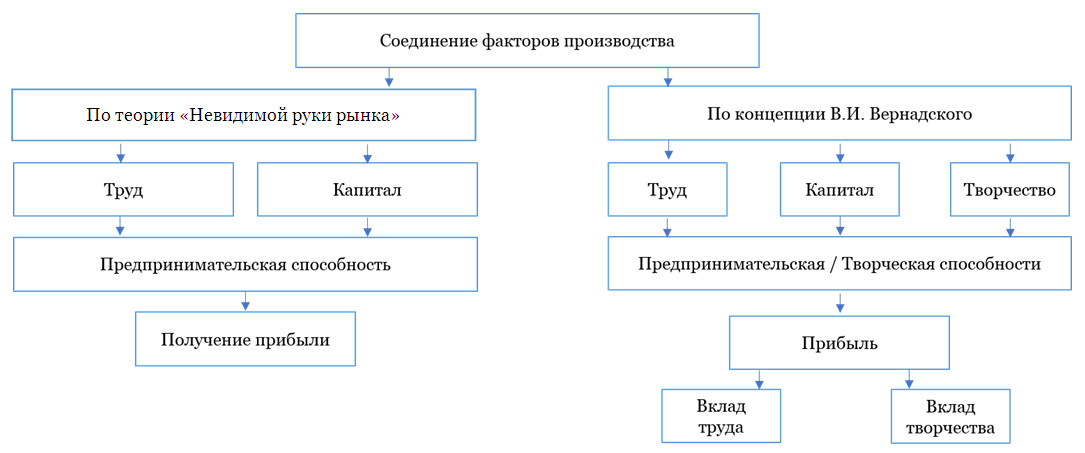 Соединение факторов производства
По теории «Невидимой руки рынка»
По концепции В.И. Вернадского
Труд
Капитал
Труд
Капитал
Творчество
Предпринимательская способность
Предпринимательская / Творческая способности
Получение прибыли
Прибыль
Вклад
труда
Вклад
творчества